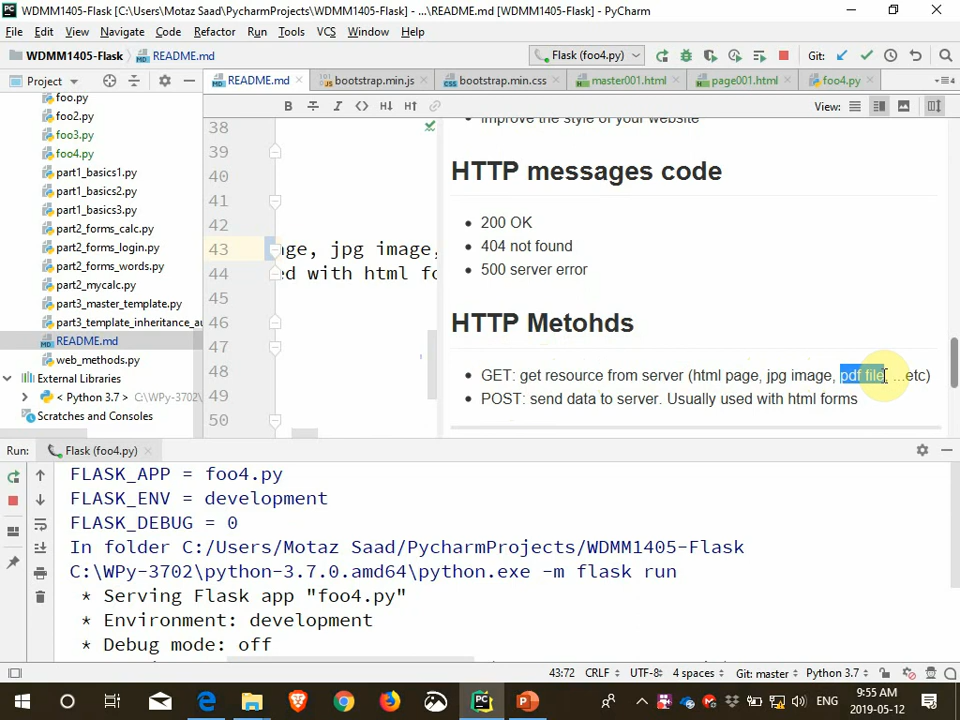 WDMM1405-Flask [C:\Users\Motaz Saad\PycharmProjects\WDMM1405-Flask] - ...\README.md [WDMM1405-Flask] - PyCharm
File Edit View Navigate Code Refactor Run Tools VCS Window Help
WDMM1405-Flask README.md Flask (foo4.py) Git:
Project README.md bootstrap.min.js bootstrap.min.css master001.html page001.html foo4.py
View:
foo.py
foo2.py
foo3.py
foo4.py
part1_basics1.py
part1_basics2.py
part1_basics3.py
part2_forms_calc.py
part2_forms_login.py
part2_forms_words.py
part2_mycalc.py
part3_master_template.py
part3_template_inheritance_au
README.md
web_methods.py
External Libraries
< Python 3.7 > C:\WPy-3702\p
Scratches and Consoles
38
39
40
41
42
43 age, jpg image,
44 ed with html fo
45
46
47
48
49
50
improve the style of your website
HTTP messages code
200 OK
404 not found
500 server error
HTTP Metohds
GET: get resource from server (html page, jpg image, pdf file, ...etc)
POST: send data to server. Usually used with html forms
Run: Flask (foo4.py)
FLASK_APP = foo4.py
FLASK_ENV = development
FLASK_DEBUG = 0
In folder C:/Users/Motaz Saad/PycharmProjects/WDMM1405-Flask
C:\WPy-3702\python-3.7.0.amd64\python.exe -m flask run
* Serving Flask app "foo4.py"
* Environment: development
* Debug mode: off
43:72 CRLF UTF-8 4 spaces Git: master Python 3.7
ENG 9:55 AM
2019-05-12